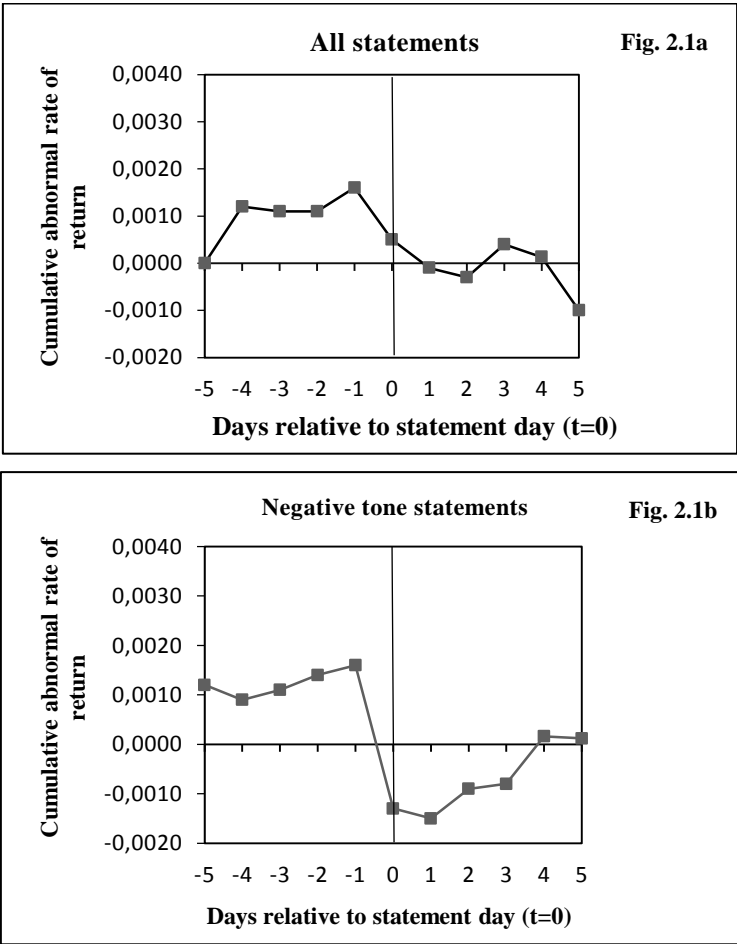 All statements
Fig. 2.1a
Cumulative abnormal rate of
return
0,0040
0,0030
0,0020
0,0010
0,0000
-0,0010
-0,0020
-5 -4 -3 -2 -1 0 1 2 3 4 5
Days relative to statement day (t=0)
Negative tone statements
Fig. 2.1b
Cumulative abnormal rate of
return
0,0040
0,0030
0,0020
0,0010
0,0000
-0,0010
-0,0020
-5 -4 -3 -2 -1 0 1 2 3 4 5
Days relative to statement day (t=0)